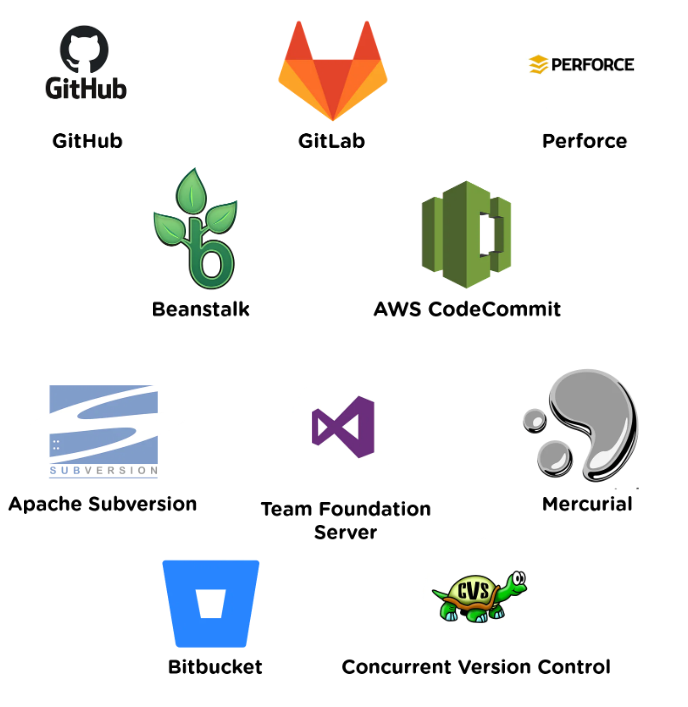 GitHub
PERFORCE
GitHub
GitLab
Perforce
b
Beanstalk
AWS CodeCommit
SUBVERSION
CVS
Apache Subversion
Team Foundation
Server
Mercurial
Bitbucket
Concurrent Version Control